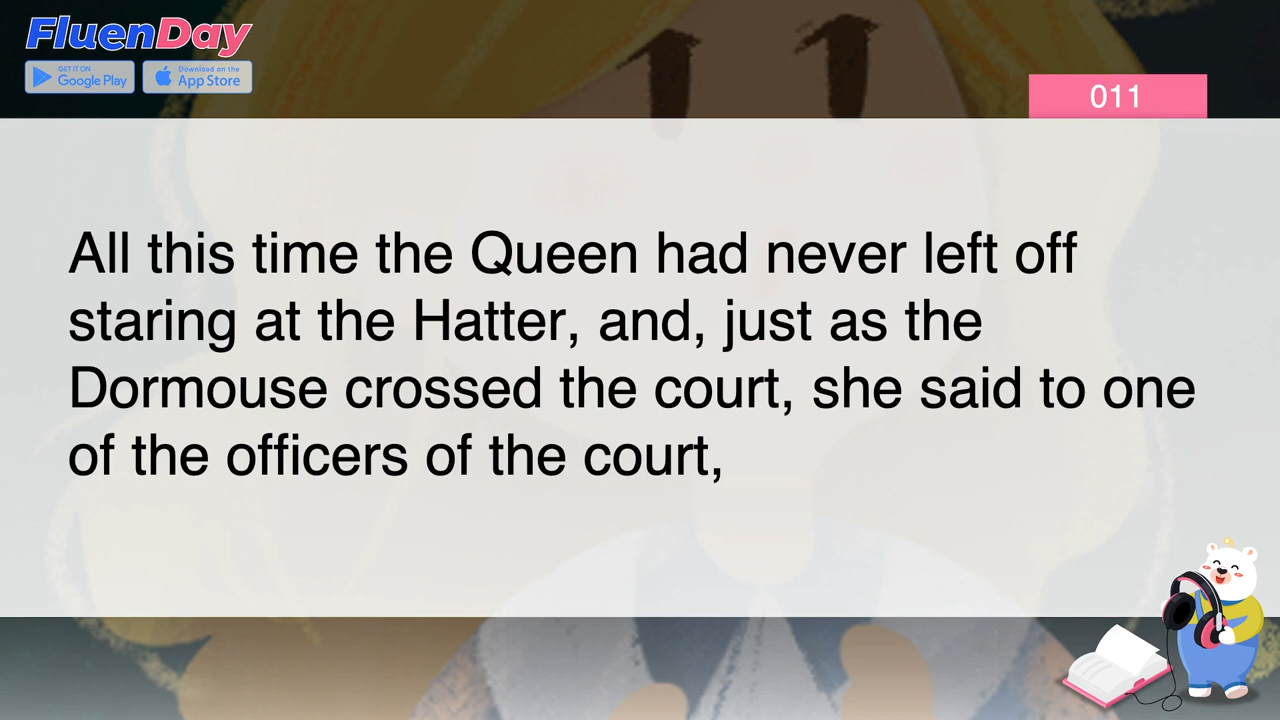 FluenDay
GET IT ON
Google Play
Download on the
App Store
011
All this time the Queen had never left off
staring at the Hatter, and, just as the
Dormouse crossed the court, she said to one
of the officers of the court,